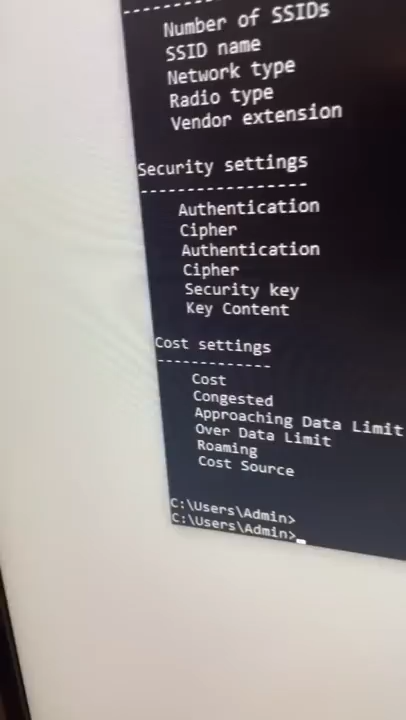 -----------------
Number of SSIDs
SSID name
Network type
Radio type
Vendor extension
Security settings
-----------------
Authentication
Cipher
Authentication
Cipher
Security key
Key Content
Cost settings
-------------
Cost
Congested
Approaching Data Limit
Over Data Limit
Roaming
Cost Source
C:\Users\Admin>
C:\Users\Admin>_